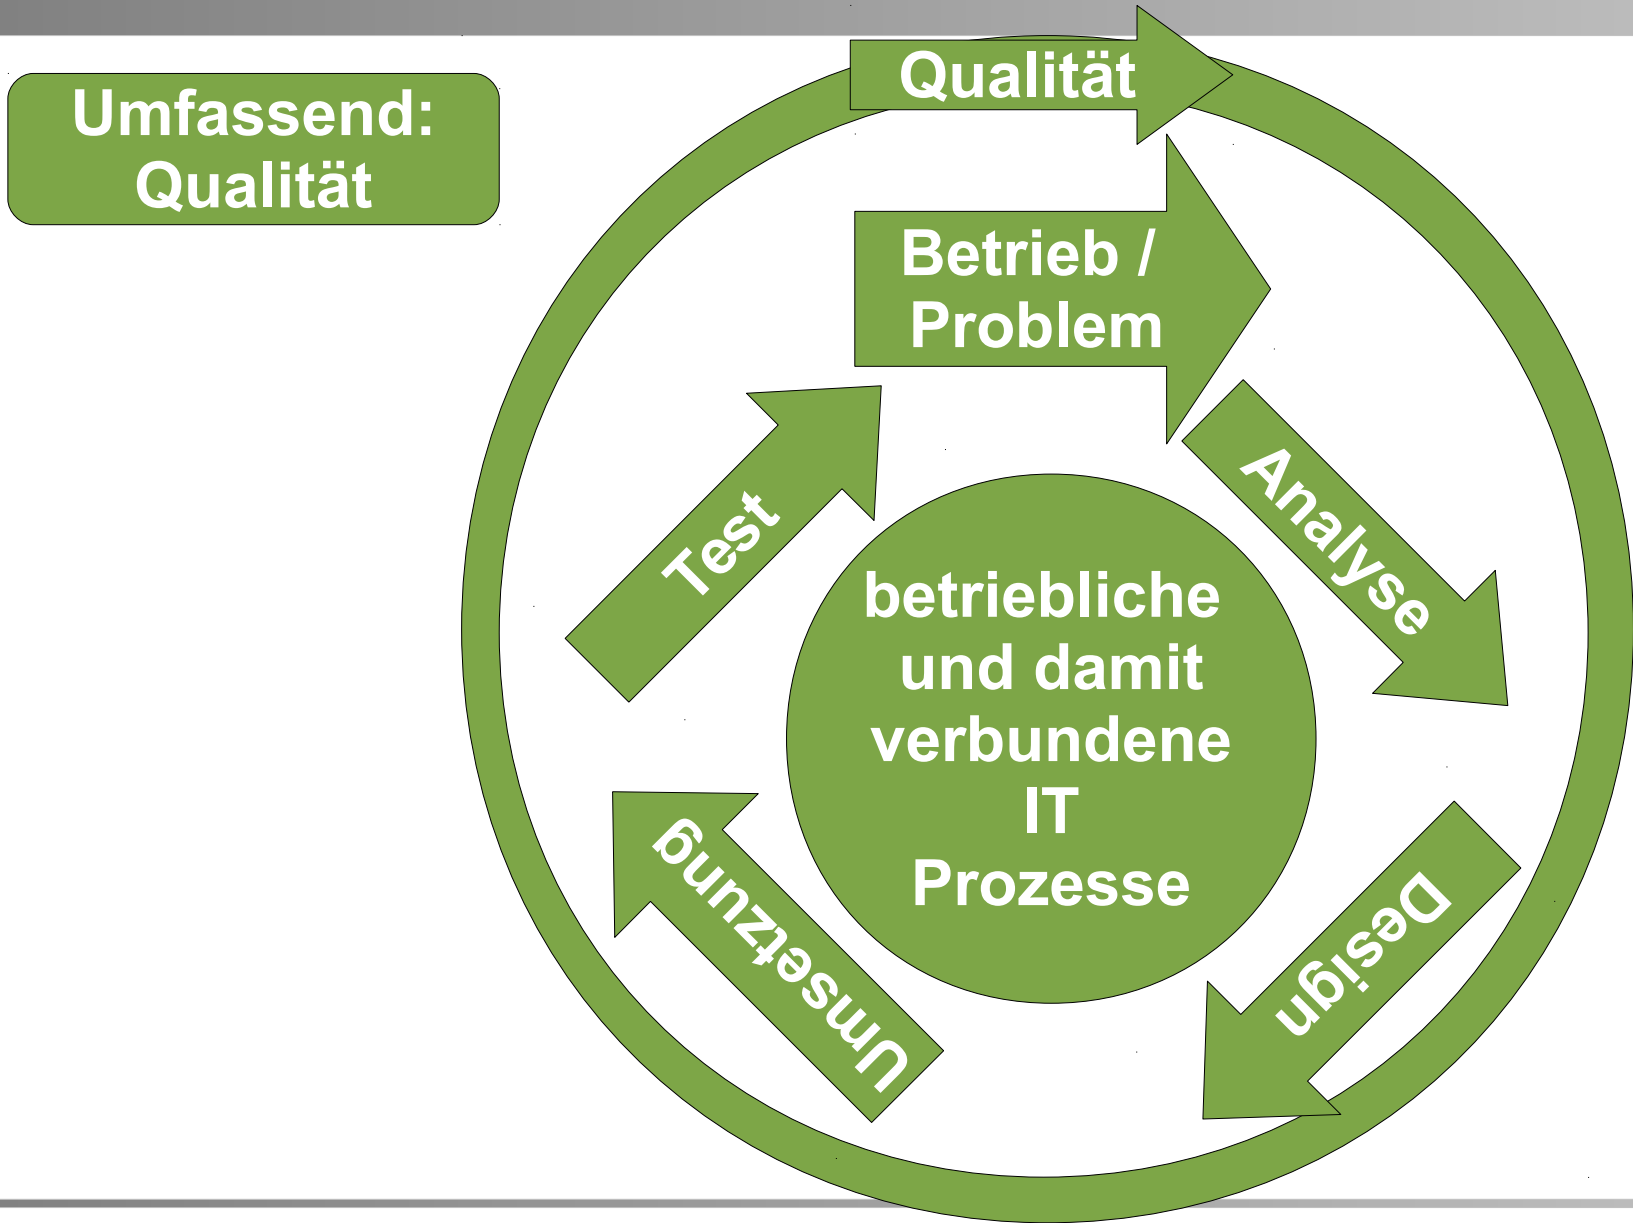 Umfassend:
Qualität
Qualität
Betrieb /
Problem
Analyse
Design
Umsetzung
Test
betriebliche
und damit
verbundene
IT
Prozesse